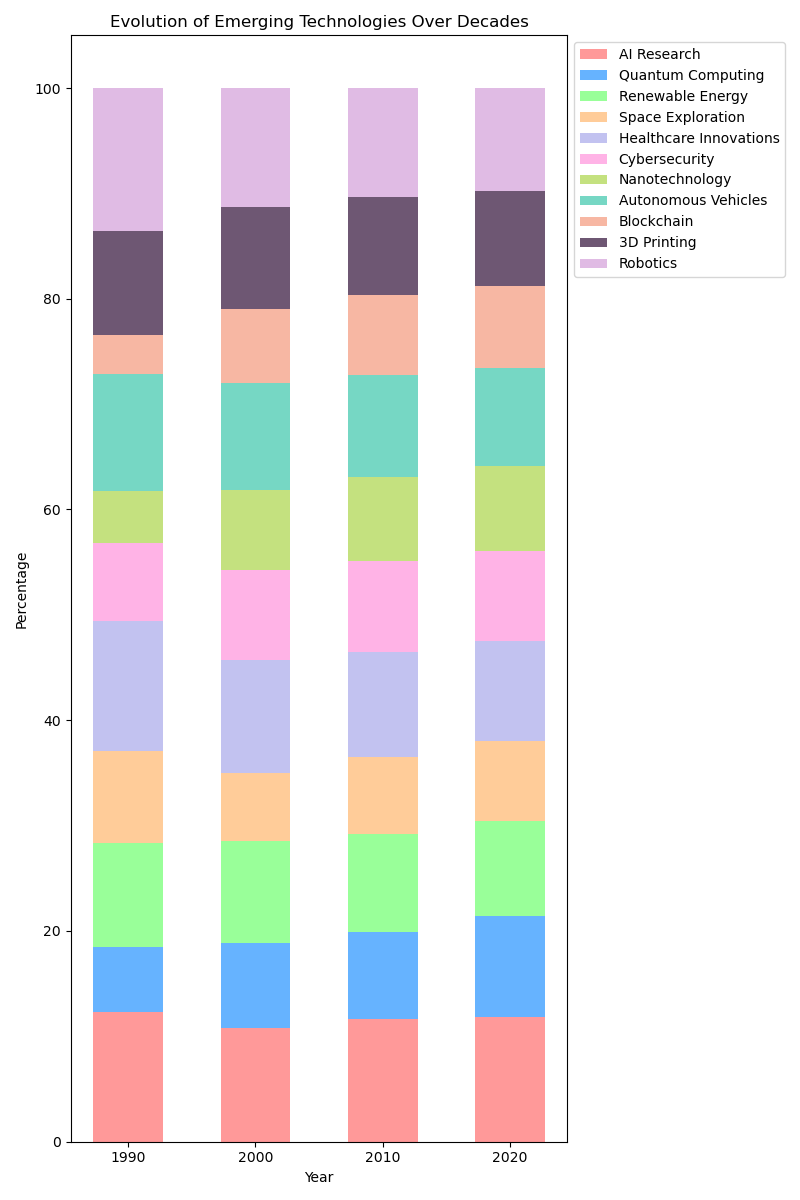 Evolution of Emerging Technologies Over Decades
100
80
60
40
20
0
Percentage
1990
2000
2010
2020
Year
AI Research
Quantum Computing
Renewable Energy
Space Exploration
Healthcare Innovations
Cybersecurity
Nanotechnology
Autonomous Vehicles
Blockchain
3D Printing
Robotics